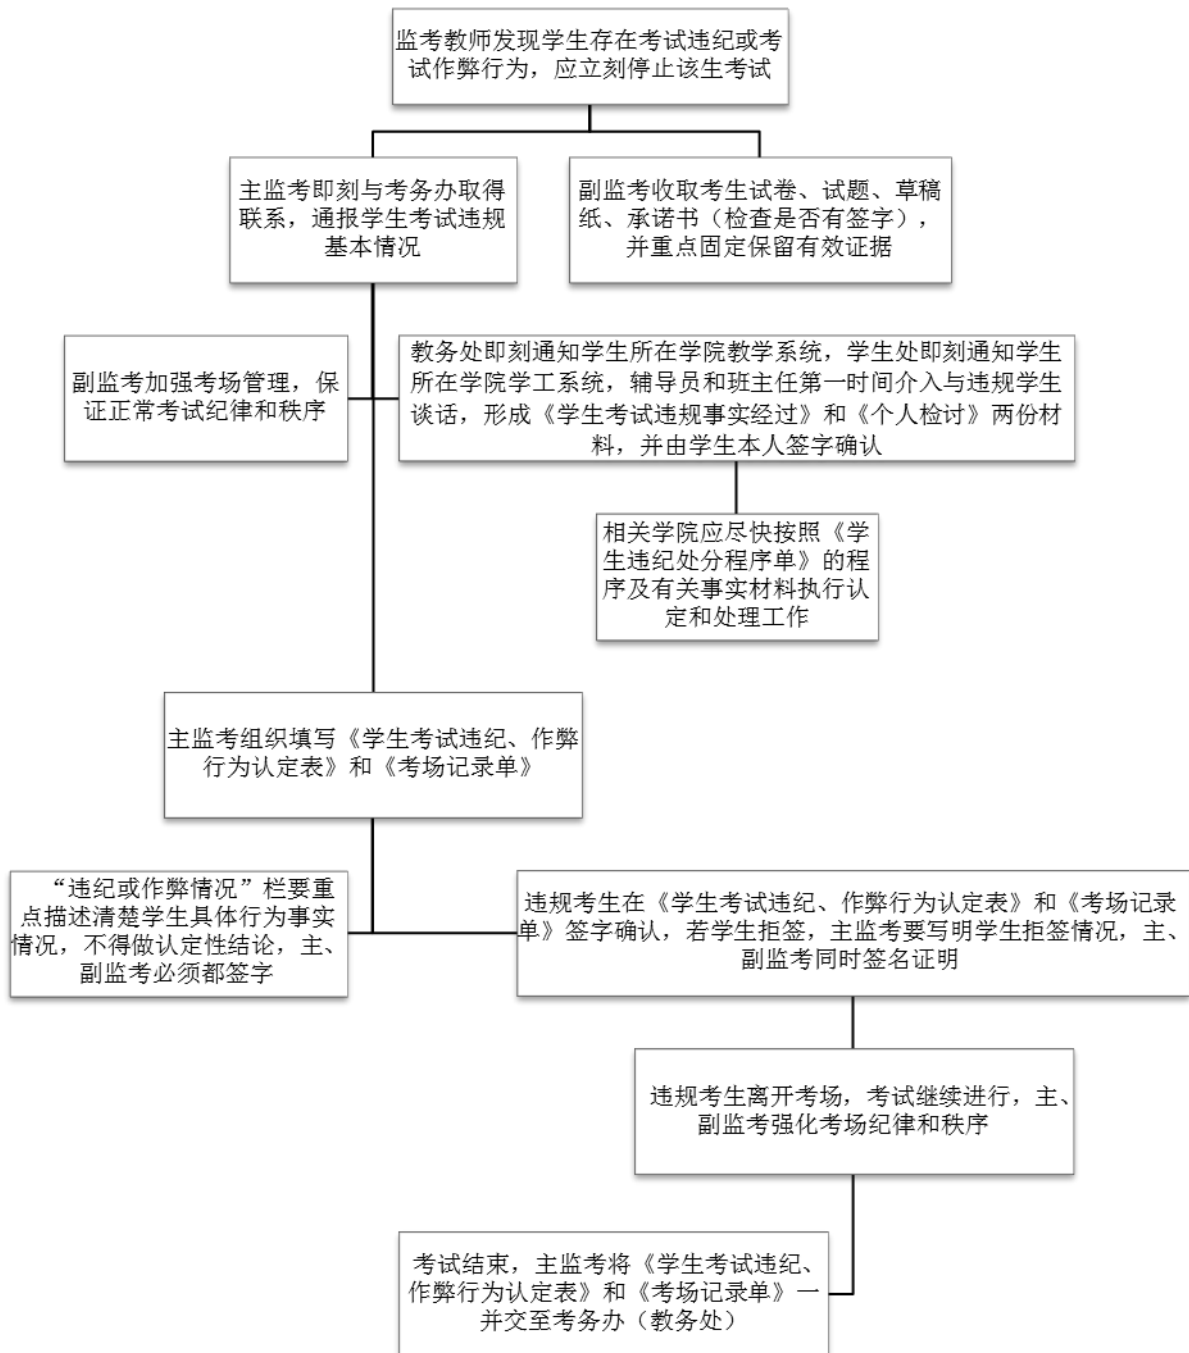 监考教师发现学生存在考试违纪或考
试作弊行为，应立刻停止该生考试
主监考即刻与考务办取得
联系，通报学生考试违规
基本情况
副监考收取考生试卷、试题、草稿
纸、承诺书（检查是否有签字），
并重点固定保留有效证据
副监考加强考场管理，保
证正常考试纪律和秩序
教务处即刻通知学生所在学院教学系统，学生处即刻通知学生
所在学院学工系统，辅导员和班主任第一时间介入与违规学生
谈话，形成《学生考试违规事实经过》和《个人检讨》两份材
料，并由学生本人签字确认
相关学院应尽快按照《学
生违纪处分程序单》的程
序及有关事实材料执行认
定和处理工作
主监考组织填写《学生考试违纪、作弊
行为认定表》和《考场记录单》
“违纪或作弊情况”栏要重
点描述清楚学生具体行为事实
情况，不得做认定性结论，主、
副监考必须都签字
违规考生在《学生考试违纪、作弊行为认定表》和《考场记录
单》签字确认，若学生拒签，主监考要写明学生拒签情况，主、
副监考同时签名证明
违规考生离开考场，考试继续进行，主、
副监考强化考场纪律和秩序
考试结束，主监考将《学生考试违纪、
作弊行为认定表》和《考场记录单》一
并交至考务办（教务处）